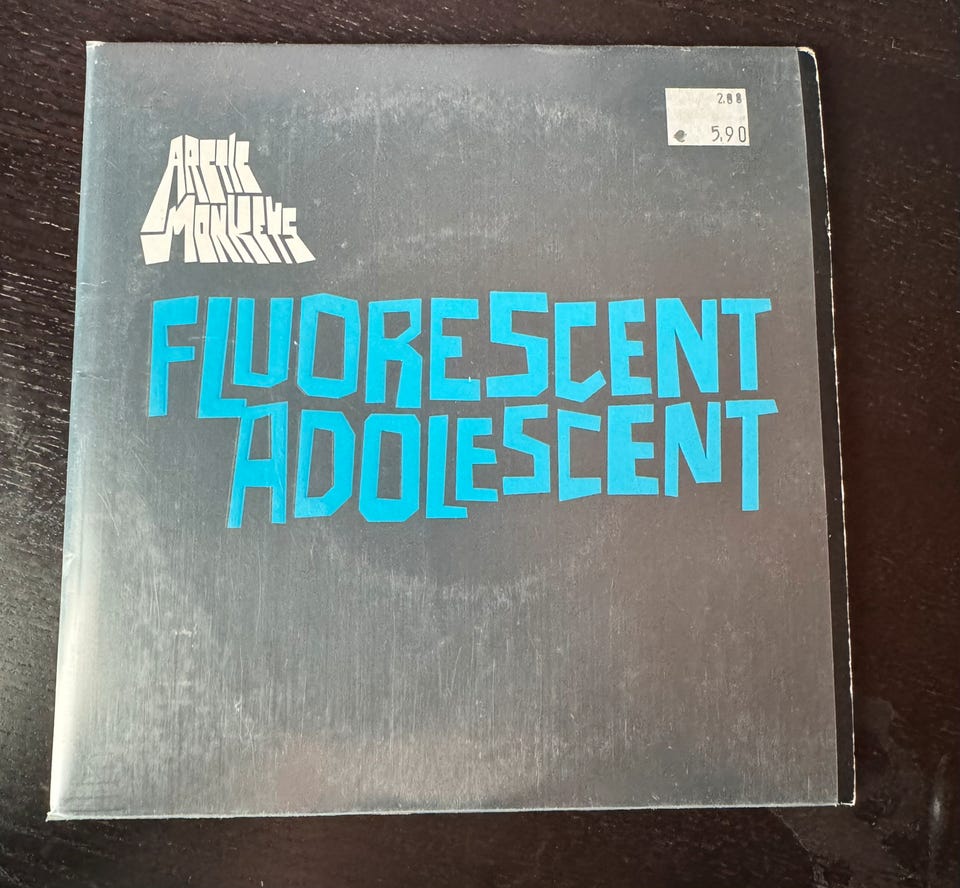 ARCTIC
MONKEYS
2.88
€ 5,90
FLUORESCENT
ADOLESCENT